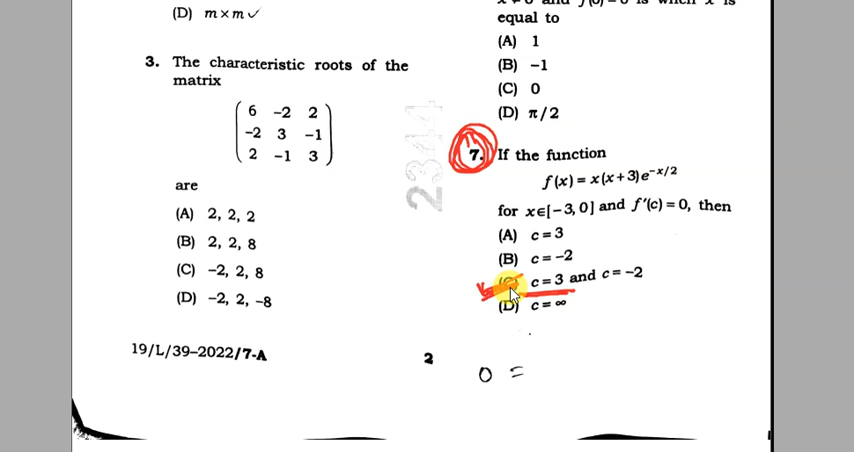 (D) m × m ✓
3. The characteristic roots of the
matrix
6 -2 2
-2 3 -1
2 -1 3
are
(A) 2, 2, 2
(B) 2, 2, 8
(C) -2, 2, 8
(D) -2, 2, -8
19/L/39–2022/7-A
2
2344
equal to
(A) 1
(B) -1
(C) 0
(D) π/2
7. If the function
f(x) = x(x+3)e^{-x/2}
for x∈[-3, 0] and f'(c) = 0, then
(A) c = 3
(B) c = -2
(C) c = 3 and c = -2
(D) c = ∞
0 =